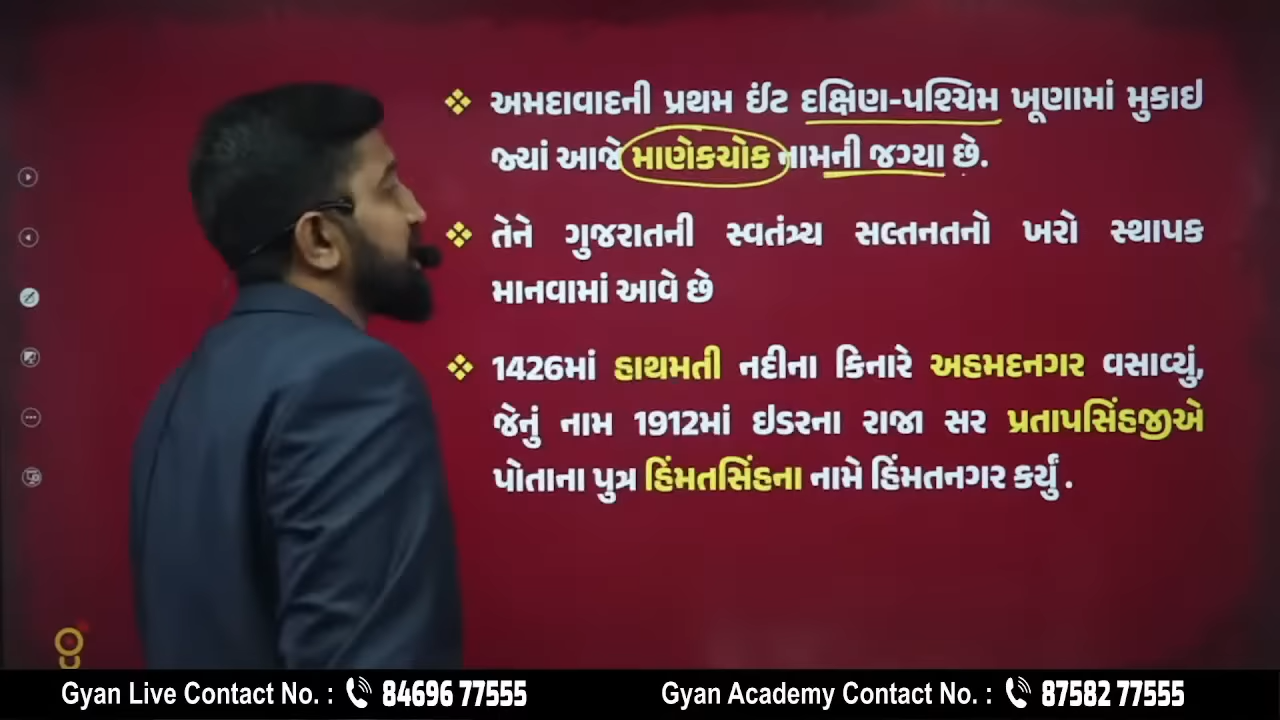 ❖ અમદાવાદની પ્રથમ ઈંટ દક્ષિણ-પશ્ચિમ ખૂણામાં મુકાઇ
જ્યાં આજે માણેકચોક નામની જગ્યા છે.
❖ તેને ગુજરાતની સ્વતંત્ર્ય સલ્તનતનો ખરો સ્થાપક
માનવામાં આવે છે
❖ 1426માં હાથમતી નદીના કિનારે અહમદનગર વસાવ્યું,
જેનું નામ 1912માં ઇડરના રાજા સર પ્રતાપસિંહજીએ
પોતાના પુત્ર હિંમતસિંહના નામે હિંમતનગર કર્યું .
Gyan Live Contact No. : 84696 77555
Gyan Academy Contact No. : 87582 77555